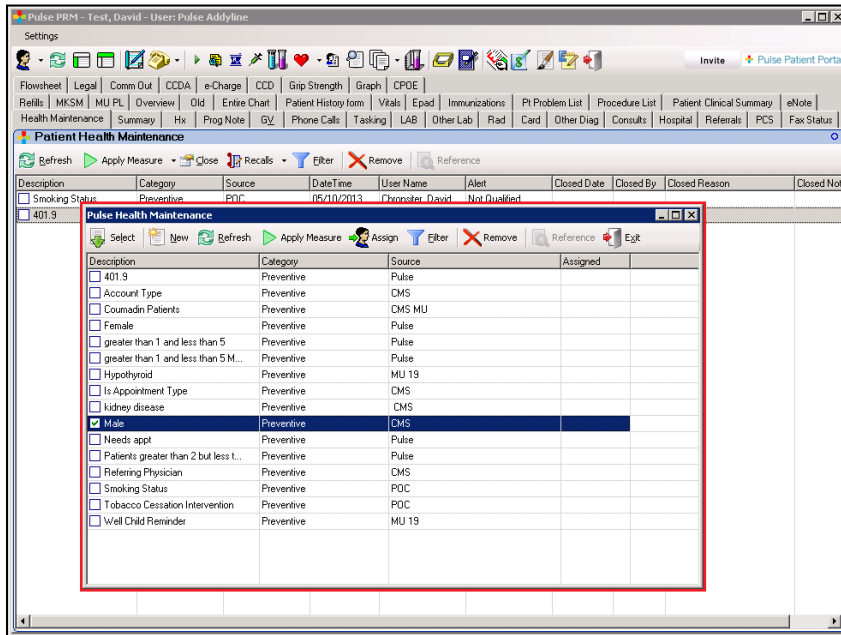 Pulse PRM - Test, David - User: Pulse Addyline
Settings
Invite Pulse Patient Porta
Flowsheet Legal Comm Out CCDA e-Charge CCD Grip Strength Graph CPOE
Refills MKSM MU PL Overview Old Entire Chart Patient History form Vitals Epad Immunizations Pt Problem List Procedure List Patient Clinical Summary eNote
Health Maintenance Summary Hx Prog Note GV Phone Calls Tasking LAB Other Lab Rad Card Other Diag Consults Hospital Referrals PCS Fax Status
Patient Health Maintenance
Refresh Apply Measure Close Recalls Filter Remove Reference
Description Category Source DateTime User Name Alert Closed Date Closed By Closed Reason Closed Not
Smoking Status Preventive POC 05/10/2013 Chronsiter, David Not Qualified
401.9
Pulse Health Maintenance
Select New Refresh Apply Measure Assign Filter Remove Reference Exit
Description Category Source Assigned
401.9 Preventive Pulse
Account Type Preventive CMS
Coumadin Patients Preventive CMS MU
Female Preventive Pulse
greater than 1 and less than 5 Preventive Pulse
greater than 1 and less than 5 M... Preventive Pulse
Hypothyroid Preventive MU 19
Is Appointment Type Preventive CMS
kidney disease Preventive CMS
Male Preventive CMS
Needs appt Preventive Pulse
Patients greater than 2 but less t... Preventive Pulse
Referring Physician Preventive CMS
Smoking Status Preventive POC
Tobacco Cessation Intervention Preventive POC
Well Child Reminder Preventive MU 19